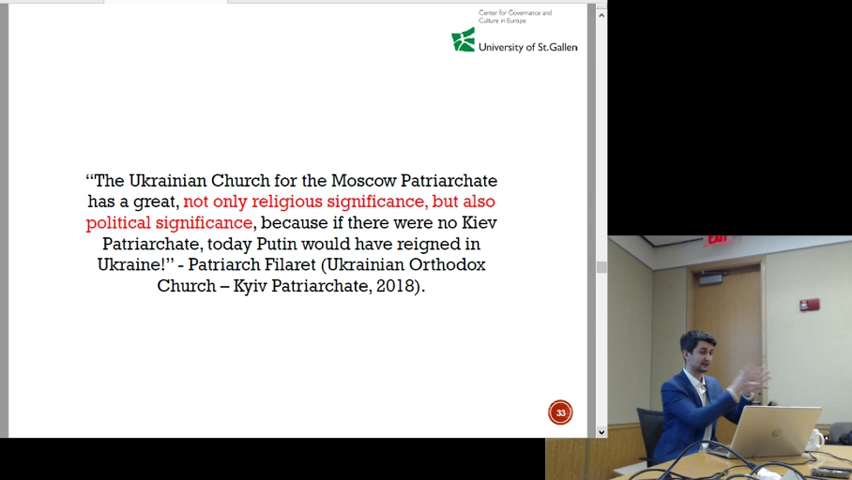 Center for Governance and
Culture in Europe
University of St.Gallen
“The Ukrainian Church for the Moscow Patriarchate
has a great, not only religious significance, but also
political significance, because if there were no Kiev
Patriarchate, today Putin would have reigned in
Ukraine!” - Patriarch Filaret (Ukrainian Orthodox
Church – Kyiv Patriarchate, 2018).
33
EXIT